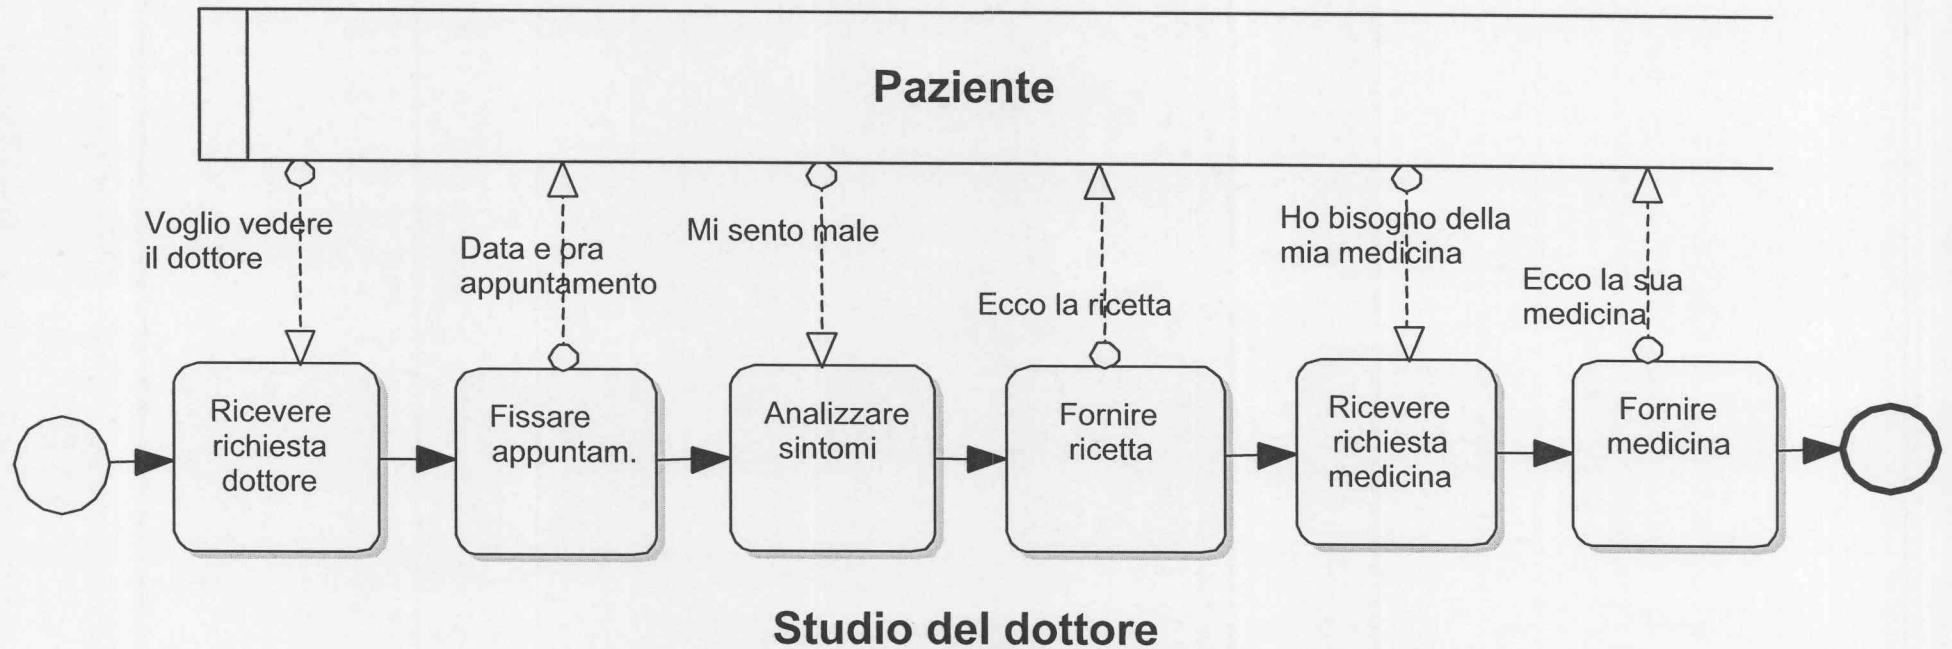 Paziente
Voglio vedere
il dottore
Data e ora
appuntamento
Mi sento male
Ecco la ricetta
Ho bisogno della
mia medicina
Ecco la sua
medicina
Ricevere
richiesta
dottore
Fissare
appuntam.
Analizzare
sintomi
Fornire
ricetta
Ricevere
richiesta
medicina
Fornire
medicina
Studio del dottore